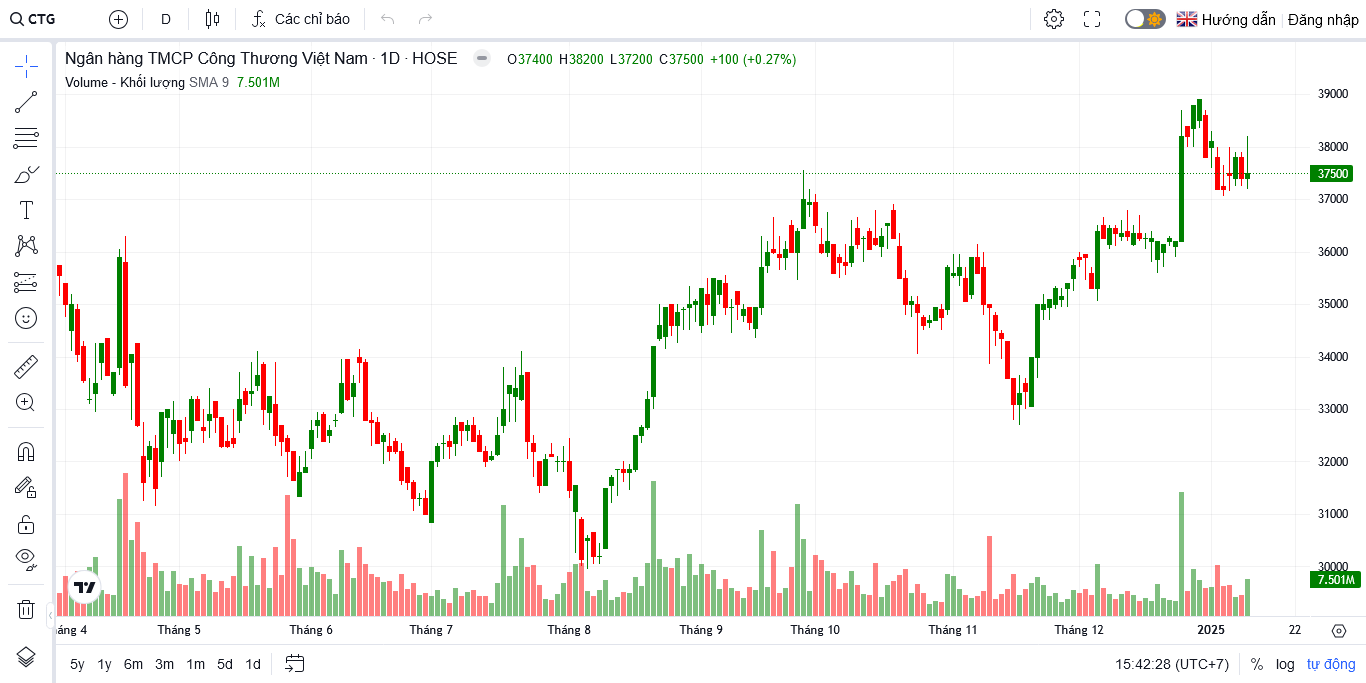 CTG D Các chỉ báo Hướng dẫn Đăng nhập
Ngân hàng TMCP Công Thương Việt Nam · 1D · HOSE O37400 H38200 L37200 C37500 +100 (+0.27%)
Volume - Khối lượng SMA 9 7.501M
39000
38000
37500
37000
36000
35000
34000
33000
32000
31000
30000
7.501M
áng 4 Tháng 5 Tháng 6 Tháng 7 Tháng 8 Tháng 9 Tháng 10 Tháng 11 Tháng 12 2025 22
5y 1y 6m 3m 1m 5d 1d 15:42:28 (UTC+7) % log tự động